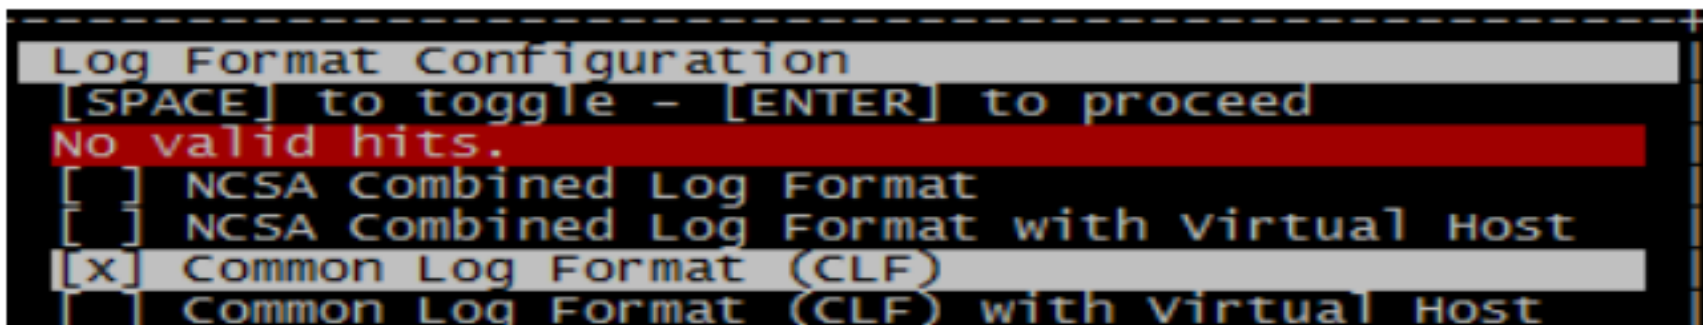 Log Format Configuration
[SPACE] to toggle - [ENTER] to proceed
No valid hits.
[ ] NCSA Combined Log Format
[ ] NCSA Combined Log Format with Virtual Host
[x] Common Log Format (CLF)
[ ] Common Log Format (CLF) with Virtual Host